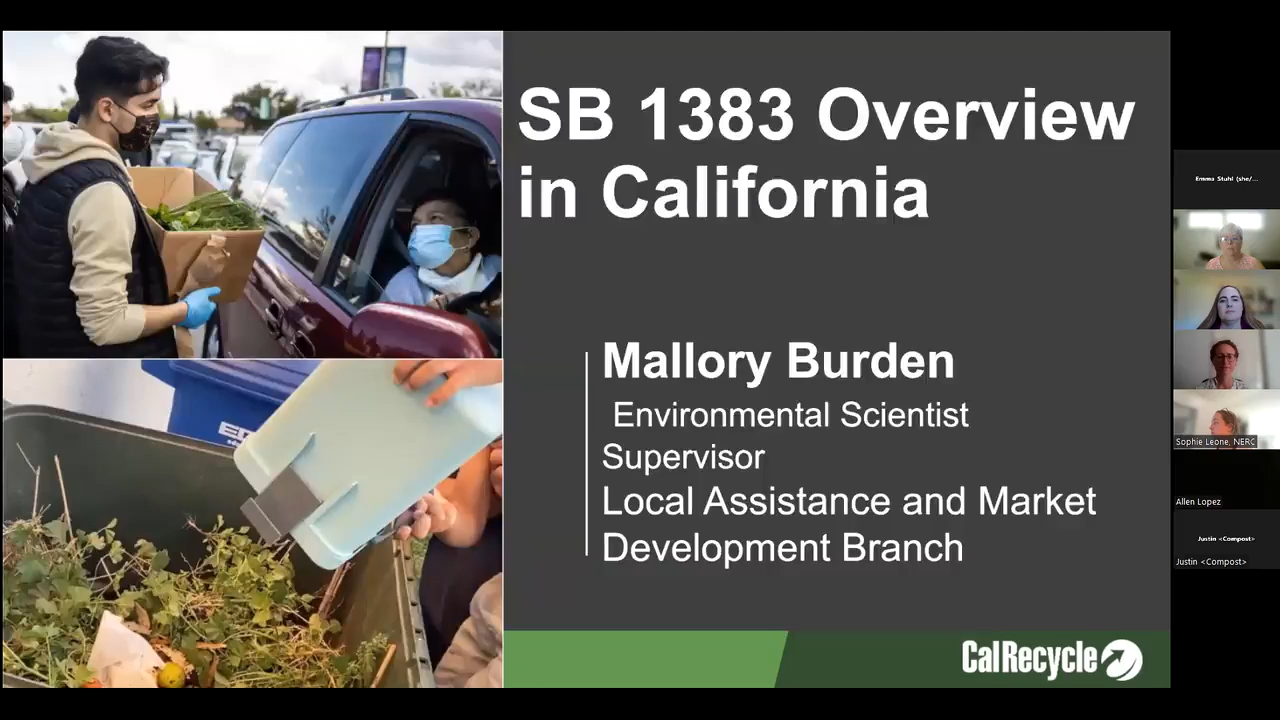 SB 1383 Overview
in California
Mallory Burden
Environmental Scientist
Supervisor
Local Assistance and Market
Development Branch
CalRecycle
Emma Stuhl (she/...
Sophie Leone, NERC
Allen Lopez
Justin <Compost>
Justin <Compost>